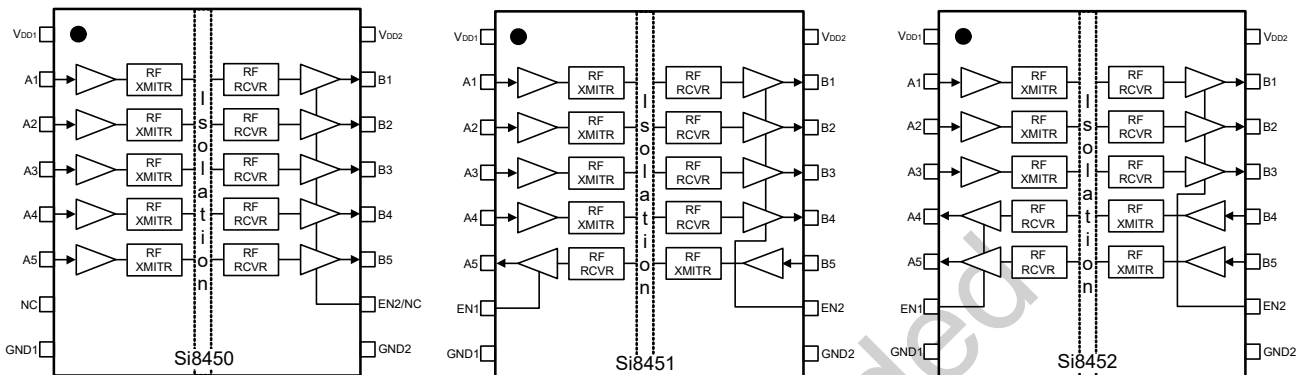 VDD1
A1
A2
A3
A4
A5
NC
GND1
RF XMITR
RF XMITR
RF XMITR
RF XMITR
RF XMITR
Isolation
RF RCVR
RF RCVR
RF RCVR
RF RCVR
RF RCVR
VDD2
B1
B2
B3
B4
B5
EN2/NC
GND2
Si8450
VDD1
A1
A2
A3
A4
A5
EN1
GND1
RF XMITR
RF XMITR
RF XMITR
RF XMITR
RF RCVR
Isolation
RF RCVR
RF RCVR
RF RCVR
RF RCVR
RF XMITR
VDD2
B1
B2
B3
B4
B5
EN2
GND2
Si8451
VDD1
A1
A2
A3
A4
A5
EN1
GND1
RF XMITR
RF XMITR
RF XMITR
RF RCVR
RF RCVR
Isolation
RF RCVR
RF RCVR
RF RCVR
RF XMITR
RF XMITR
VDD2
B1
B2
B3
B4
B5
EN2
GND2
Si8452
ded